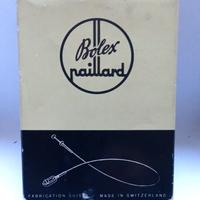 Bolex
paillard
FABRICATION SUISSE MADE IN SWITZERLAND